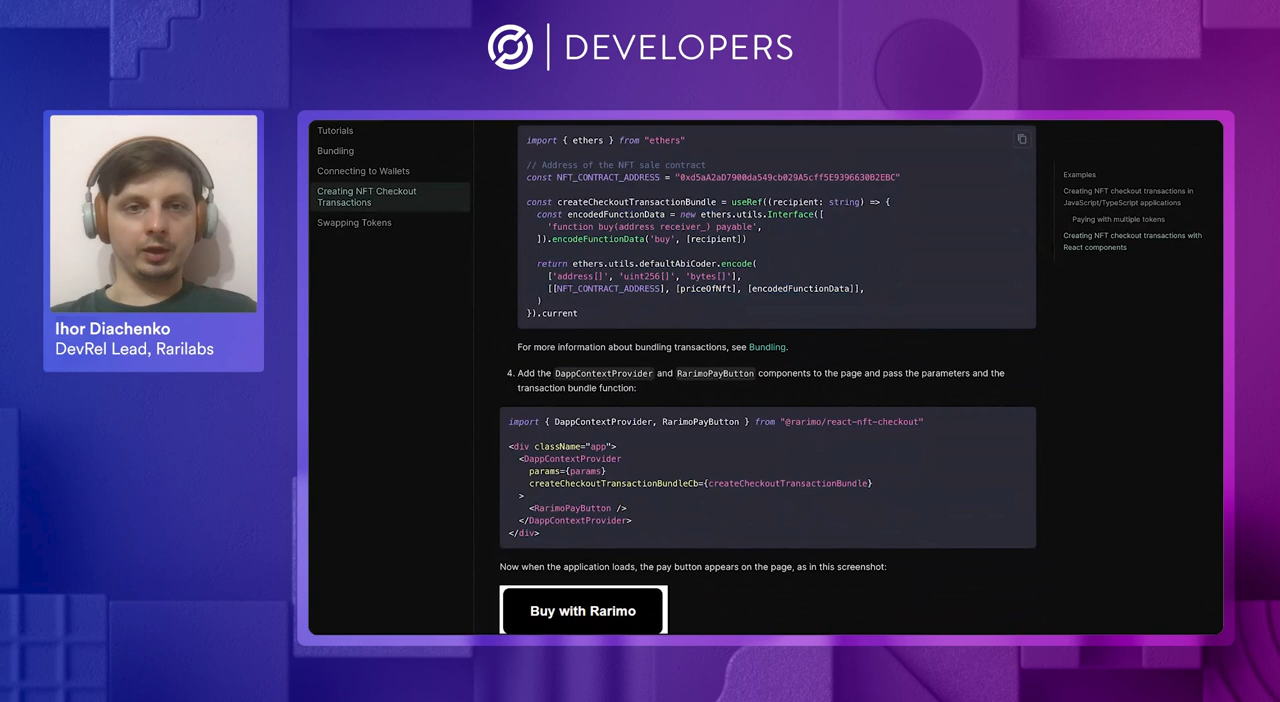 DEVELOPERS
Ihor Diachenko
DevRel Lead, Rarilabs
Tutorials
Bundling
Connecting to Wallets
Creating NFT Checkout
Transactions
Swapping Tokens
import { ethers } from "ethers"
// Address of the NFT sale contract
const NFT_CONTRACT_ADDRESS = "0xd5aA2aD7900da549cb029A5cff5E9396630B2EBC"
const createCheckoutTransactionBundle = useRef((recipient: string) => {
const encodedFunctionData = new ethers.utils.Interface([
'function buy(address receiver_) payable',
]).encodeFunctionData('buy', [recipient])
return ethers.utils.defaultAbiCoder.encode(
['address[]', 'uint256[]', 'bytes[]'],
[[NFT_CONTRACT_ADDRESS], [priceOfNft], [encodedFunctionData]],
)
}).current
For more information about bundling transactions, see Bundling.
4. Add the DappContextProvider and RarimoPayButton components to the page and pass the parameters and the
transaction bundle function:
import { DappContextProvider, RarimoPayButton } from "@rarimo/react-nft-checkout"
<div className="app">
<DappContextProvider
params={params}
createCheckoutTransactionBundleCb={createCheckoutTransactionBundle}
>
<RarimoPayButton />
</DappContextProvider>
</div>
Now when the application loads, the pay button appears on the page, as in this screenshot:
Buy with Rarimo
Examples
Creating NFT checkout transactions in
JavaScript/TypeScript applications
Paying with multiple tokens
Creating NFT checkout transactions with
React components